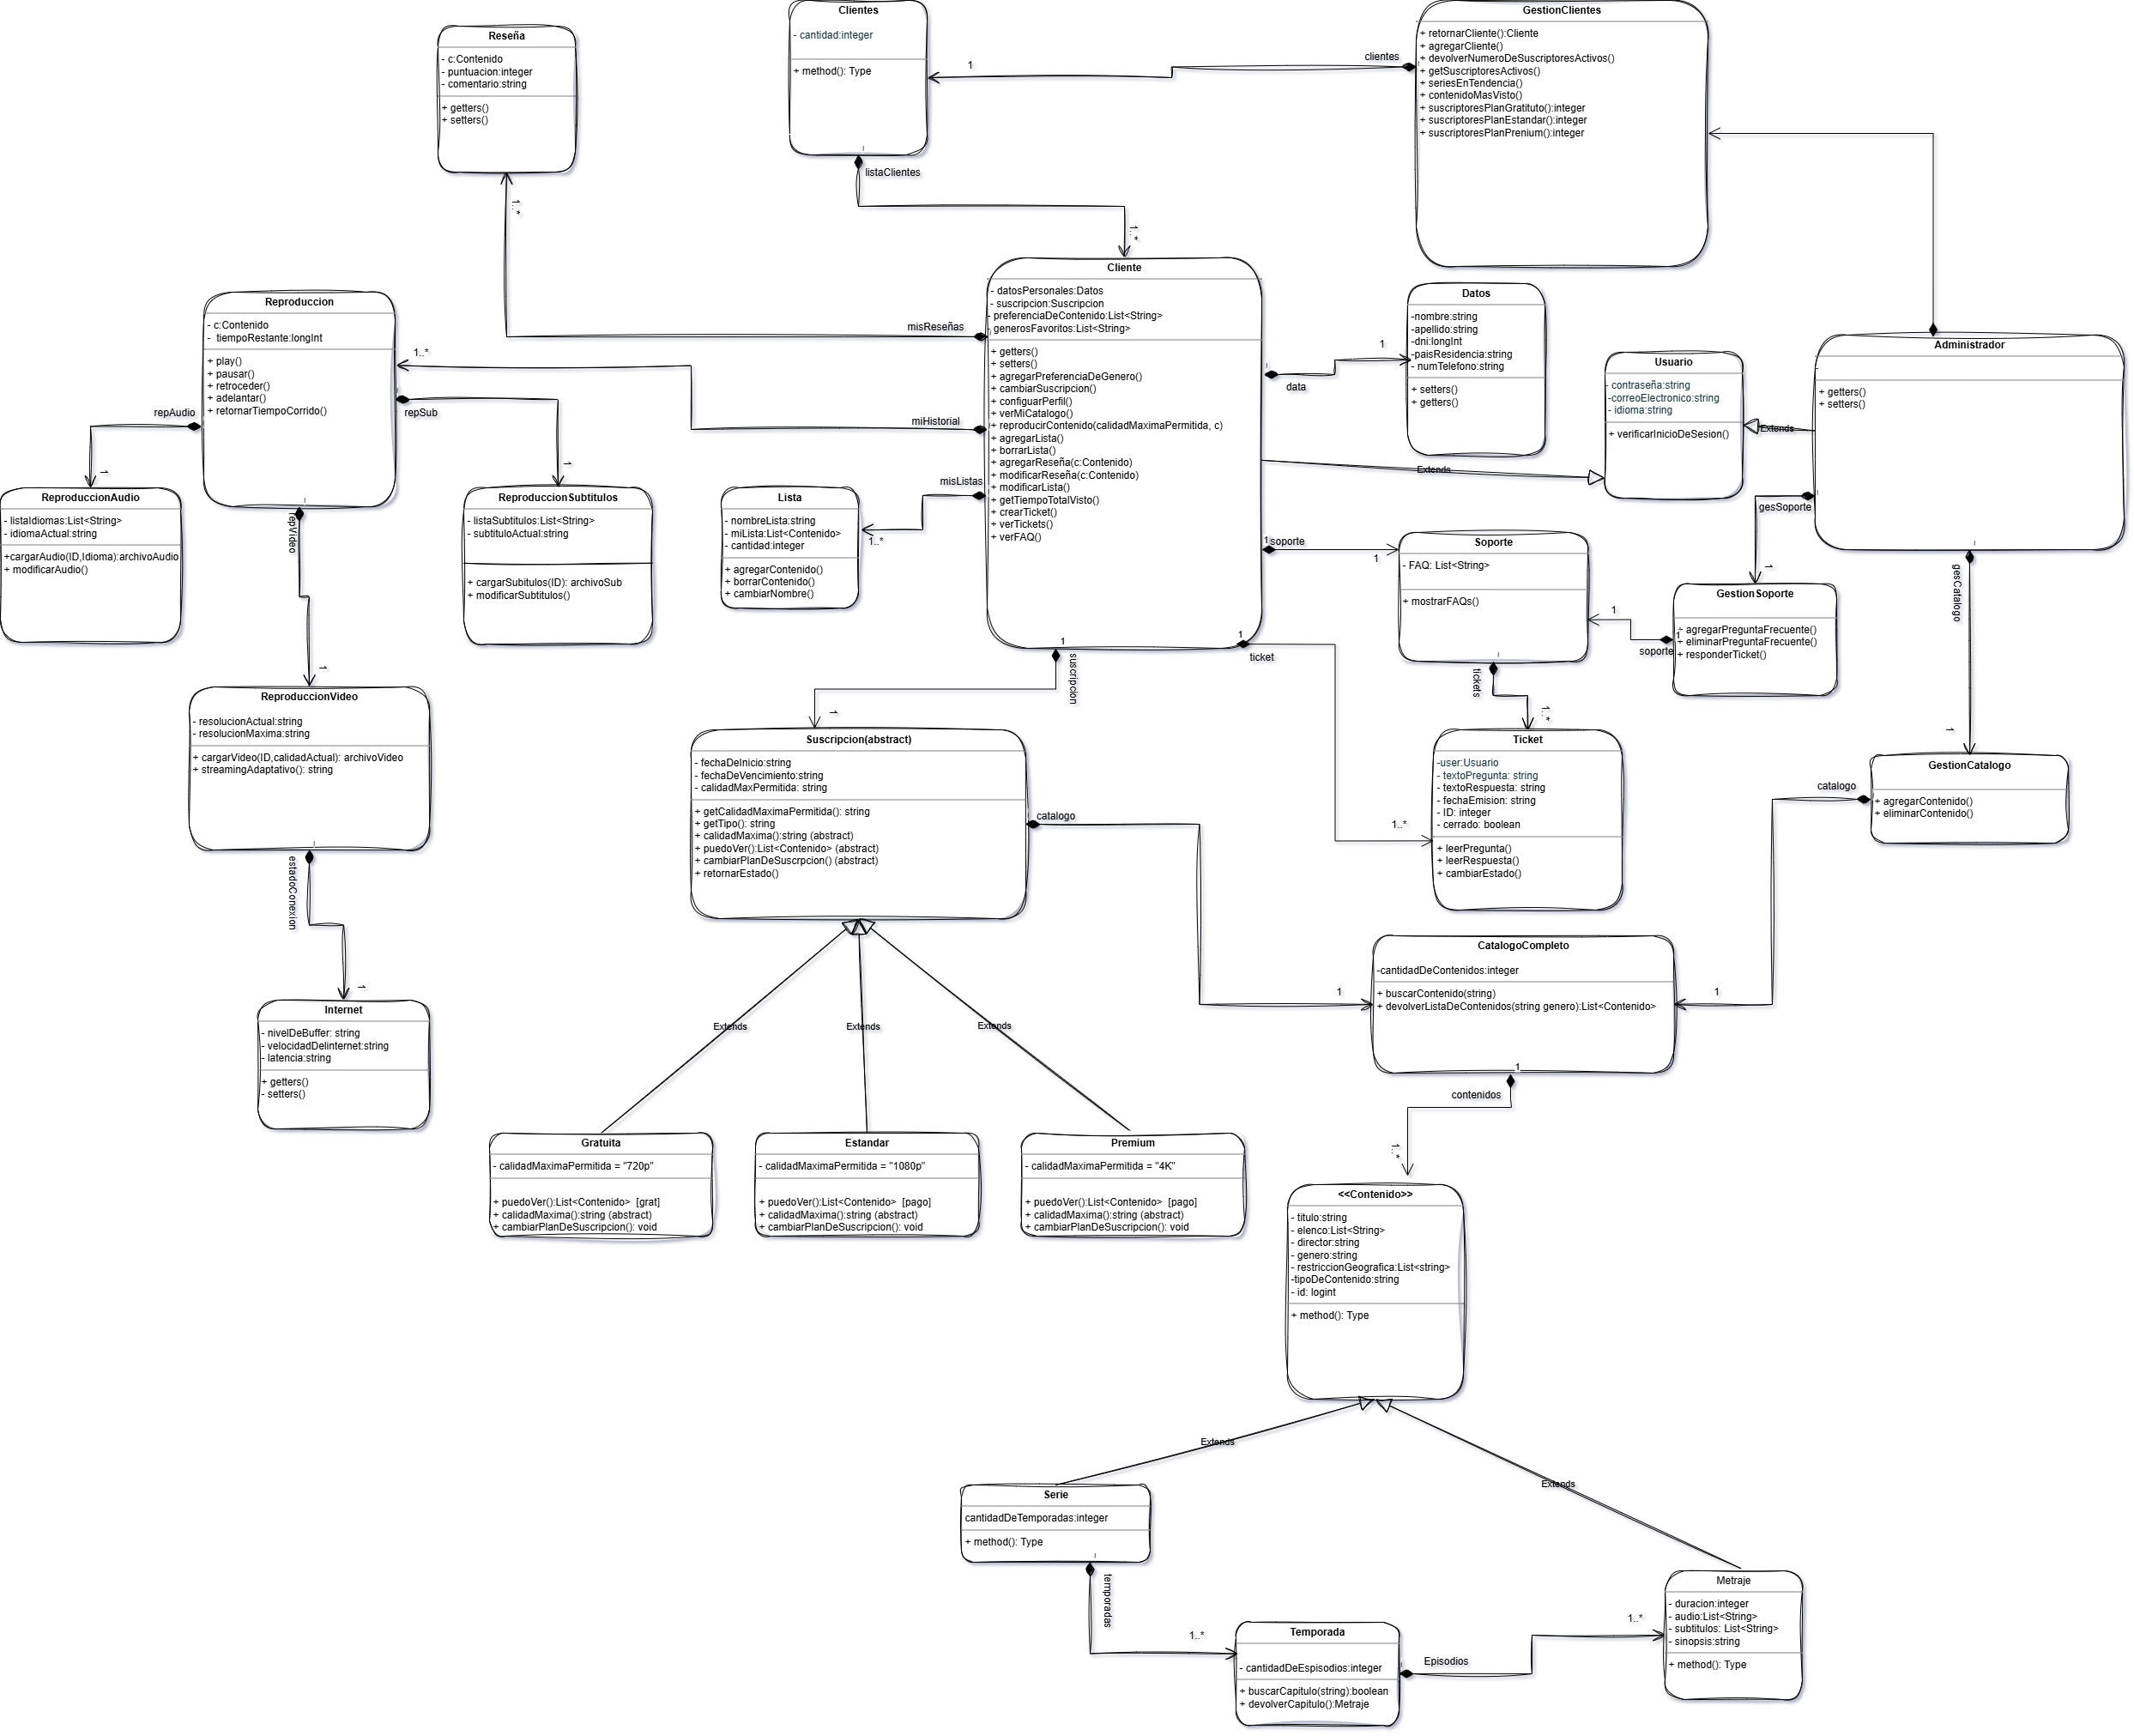 Reseña
- c:Contenido
- puntuacion:integer
- comentario:string
+ getters()
+ setters()
Clientes
- cantidad:integer
+ method(): Type
GestionClientes
+ retornarCliente():Cliente
+ agregarCliente()
+ devolverNumeroDeSuscriptoresActivos()
+ getSuscriptoresActivos()
+ seriesEnTendencia()
+ contenidoMasVisto()
+ suscriptoresPlanGratituto():integer
+ suscriptoresPlanEstandar():integer
+ suscriptoresPlanPrenium():integer
clientes
1
listaClientes
1..*
1..*
Cliente
- datosPersonales:Datos
- suscripcion:Suscripcion
- preferenciaDeContenido:List<String>
generosFavoritos:List<String>
+ getters()
+ setters()
+ agregarPreferenciaDeGenero()
+ cambiarSuscripcion()
+ configuarPerfil()
+ verMiCatalogo()
+ reproducirContenido(calidadMaximaPermitida, c)
+ agregarLista()
+ borrarLista()
+ agregarReseña(c:Contenido)
+ modificarReseña(c:Contenido)
+ modificarLista()
+ getTiempoTotalVisto()
+ crearTicket()
+ verTickets()
+ verFAQ()
misReseñas
miHistorial
misListas
1..*
data
1
Datos
-nombre:string
-apellido:string
-dni:longInt
-paisResidencia:string
- numTelefono:string
+ setters()
+ getters()
Usuario
- contraseña:string
-correoElectronico:string
- idioma:string
+ verificarInicioDeSesion()
Extends
Extends
Administrador
-
+ getters()
+ setters()
Reproduccion
- c:Contenido
- tiempoRestante:longInt
+ play()
+ pausar()
+ retroceder()
+ adelantar()
+ retornarTiempoCorrido()
repAudio
1
repSub
1
repVideo
1
ReproduccionAudio
- listaIdiomas:List<String>
- idiomaActual:string
+cargarAudio(ID,Idioma):archivoAudio
+ modificarAudio()
ReproduccionSubtitulos
- listaSubtitulos:List<String>
- subtituloActual:string
+ cargarSubitulos(ID): archivoSub
+ modificarSubtitulos()
Lista
- nombreLista:string
- miLista:List<Contenido>
- cantidad:integer
+ agregarContenido()
+ borrarContenido()
+ cambiarNombre()
1..*
1
soporte
1
Soporte
- FAQ: List<String>
+ mostrarFAQs()
gesSoporte
1
GestionSoporte
+ agregarPreguntaFrecuente()
+ eliminarPreguntaFrecuente()
+ responderTicket()
1
1
soporte
gesCatalogo
1
1
suscripcion
1
1
ticket
1..*
tickets
1..*
ReproduccionVideo
- resolucionActual:string
- resolucionMaxima:string
+ cargarVideo(ID,calidadActual): archivoVideo
+ streamingAdaptativo(): string
estadoConexion
1
Suscripcion(abstract)
- fechaDeInicio:string
- fechaDeVencimiento:string
- calidadMaxPermitida: string
+ getCalidadMaximaPermitida(): string
+ getTipo(): string
+ calidadMaxima():string (abstract)
+ puedoVer():List<Contenido> (abstract)
+ cambiarPlanDeSuscrpcion() (abstract)
+ retornarEstado()
catalogo
1
Ticket
-user:Usuario
- textoPregunta: string
- textoRespuesta: string
- fechaEmision: string
- ID: integer
- cerrado: boolean
+ leerPregunta()
+ leerRespuesta()
+ cambiarEstado()
GestionCatalogo
+ agregarContenido()
+ eliminarContenido()
catalogo
1
CatalogoCompleto
-cantidadDeContenidos:integer
+ buscarContenido(string)
+ devolverListaDeContenidos(string genero):List<Contenido>
1
contenidos
1..*
Internet
- nivelDeBuffer: string
- velocidadDeIinternet:string
- latencia:string
+ getters()
- setters()
Extends
Extends
Extends
Gratuita
- calidadMaximaPermitida = "720p"
+ puedoVer():List<Contenido> [grat]
+ calidadMaxima():string (abstract)
+ cambiarPlanDeSuscripcion(): void
Estandar
- calidadMaximaPermitida = "1080p"
+ puedoVer():List<Contenido> [pago]
+ calidadMaxima():string (abstract)
+ cambiarPlanDeSuscripcion(): void
Premium
- calidadMaximaPermitida = "4K"
+ puedoVer():List<Contenido> [pago]
+ calidadMaxima():string (abstract)
+ cambiarPlanDeSuscripcion(): void
<<Contenido>>
- titulo:string
- elenco:List<String>
- director:string
- genero:string
- restriccionGeografica:List<string>
-tipoDeContenido:string
- id: logint
+ method(): Type
Extends
Extends
Serie
cantidadDeTemporadas:integer
+ method(): Type
temporadas
1..*
Temporada
- cantidadDeEspisodios:integer
+ buscarCapitulo(string):boolean
+ devolverCapitulo():Metraje
Episodios
1..*
Metraje
- duracion:integer
- audio:List<String>
- subtitulos: List<String>
- sinopsis:string
+ method(): Type